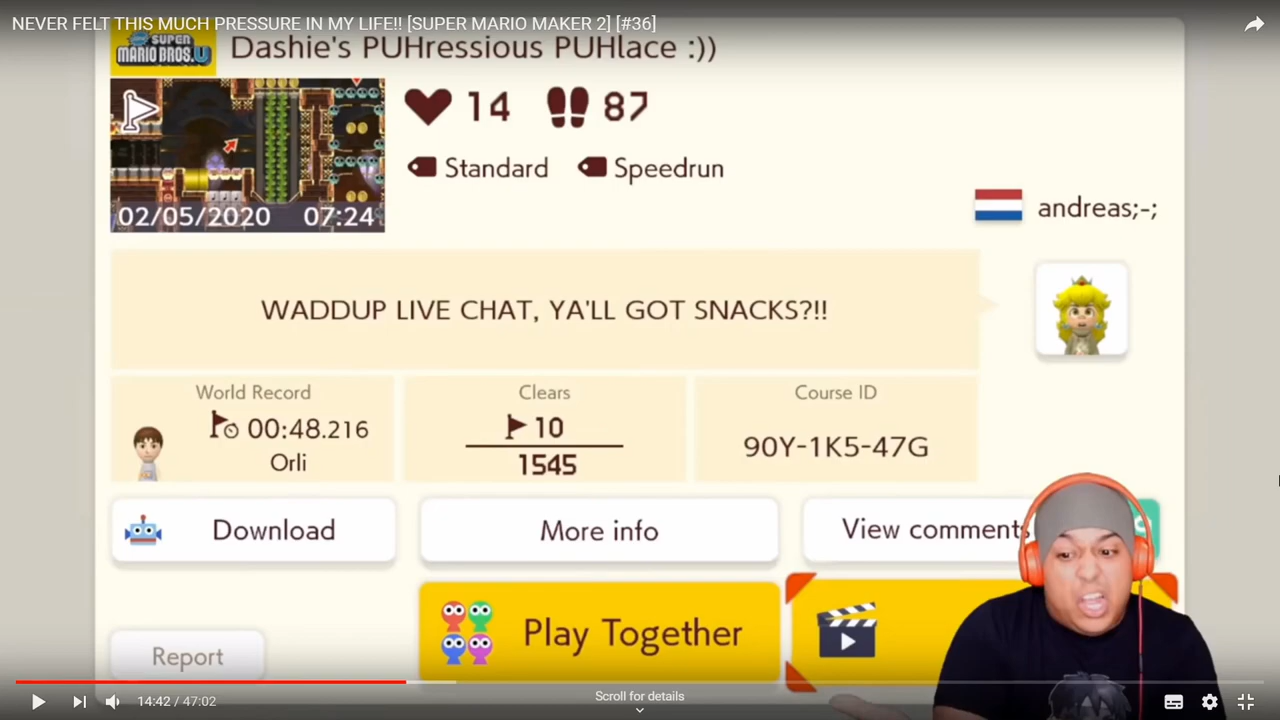 NEVER FELT THIS MUCH PRESSURE IN MY LIFE!! [SUPER MARIO MAKER 2] [#36]
SUPER
MARIO BROS.U
Dashie's PUHressious PUHlace :))
14 87
Standard Speedrun
02/05/2020 07:24
andreas;-;
WADDUP LIVE CHAT, YA'LL GOT SNACKS?!!
World Record Clears Course ID
00:48.216 10
Orli 1545 90Y-1K5-47G
Download More info View comments
Play Together
Report
14:42 / 47:02 Scroll for details